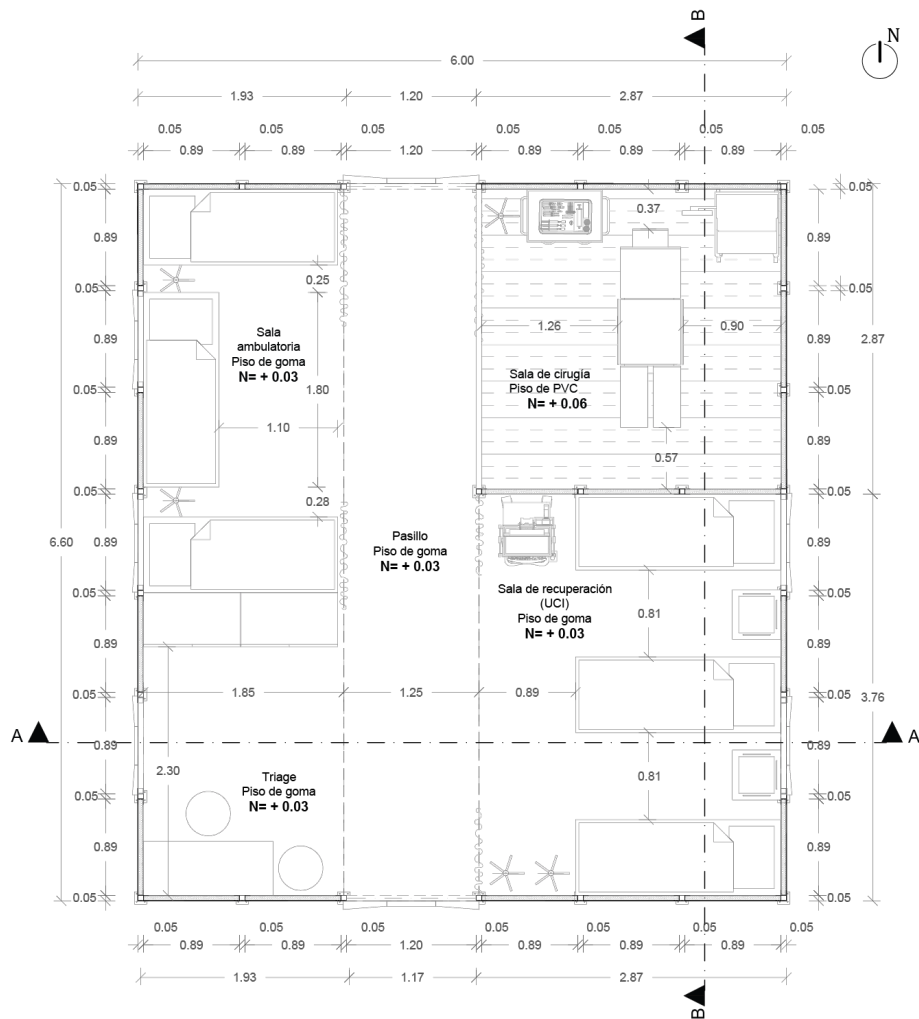 B
N
6.00
1.93 1.20 2.87
0.05 0.05 0.05 0.05 0.05 0.05 0.05
0.89 0.89 1.20 0.89 0.89 0.89
0.05 0.05
0.37
0.89 0.89
0.25
0.05 0.05
Sala
ambulatoria
Piso de goma
N= + 0.03
1.26 0.90
0.89 0.89 2.87
Sala de cirugía
Piso de PVC
N= + 0.06
1.80
0.05 0.05
1.10
0.89 0.89
0.57
0.28
0.05 0.05
6.60
0.89 0.89
Pasillo
Piso de goma
N= + 0.03
Sala de recuperación
(UCI)
Piso de goma
N= + 0.03
0.05 0.05
0.81
0.89 0.89
1.85 1.25 0.89
0.05 0.05
3.76
A A
0.89 0.89
2.30
0.81
Triage
Piso de goma
N= + 0.03
0.05 0.05
0.89 0.89
0.05 0.05
0.05 0.05 0.05 0.05 0.05 0.05
0.89 0.89 1.20 0.89 0.89 0.89
1.93 1.17 2.87
B